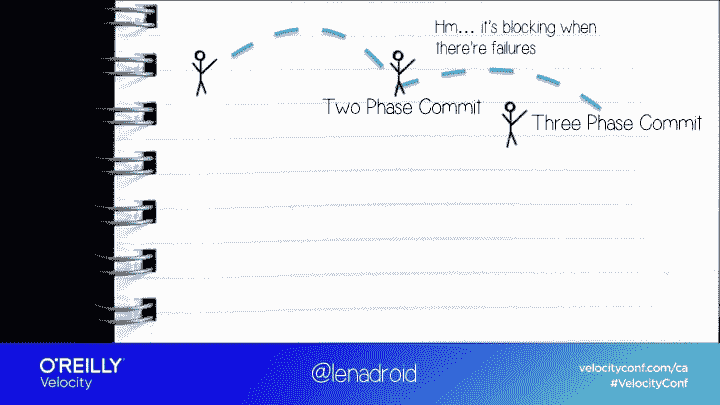 Hm... it's blocking when
there're failures
Two Phase Commit
Three Phase Commit
O'REILLY
Velocity
@lenadroid
velocityconf.com/ca
#VelocityConf